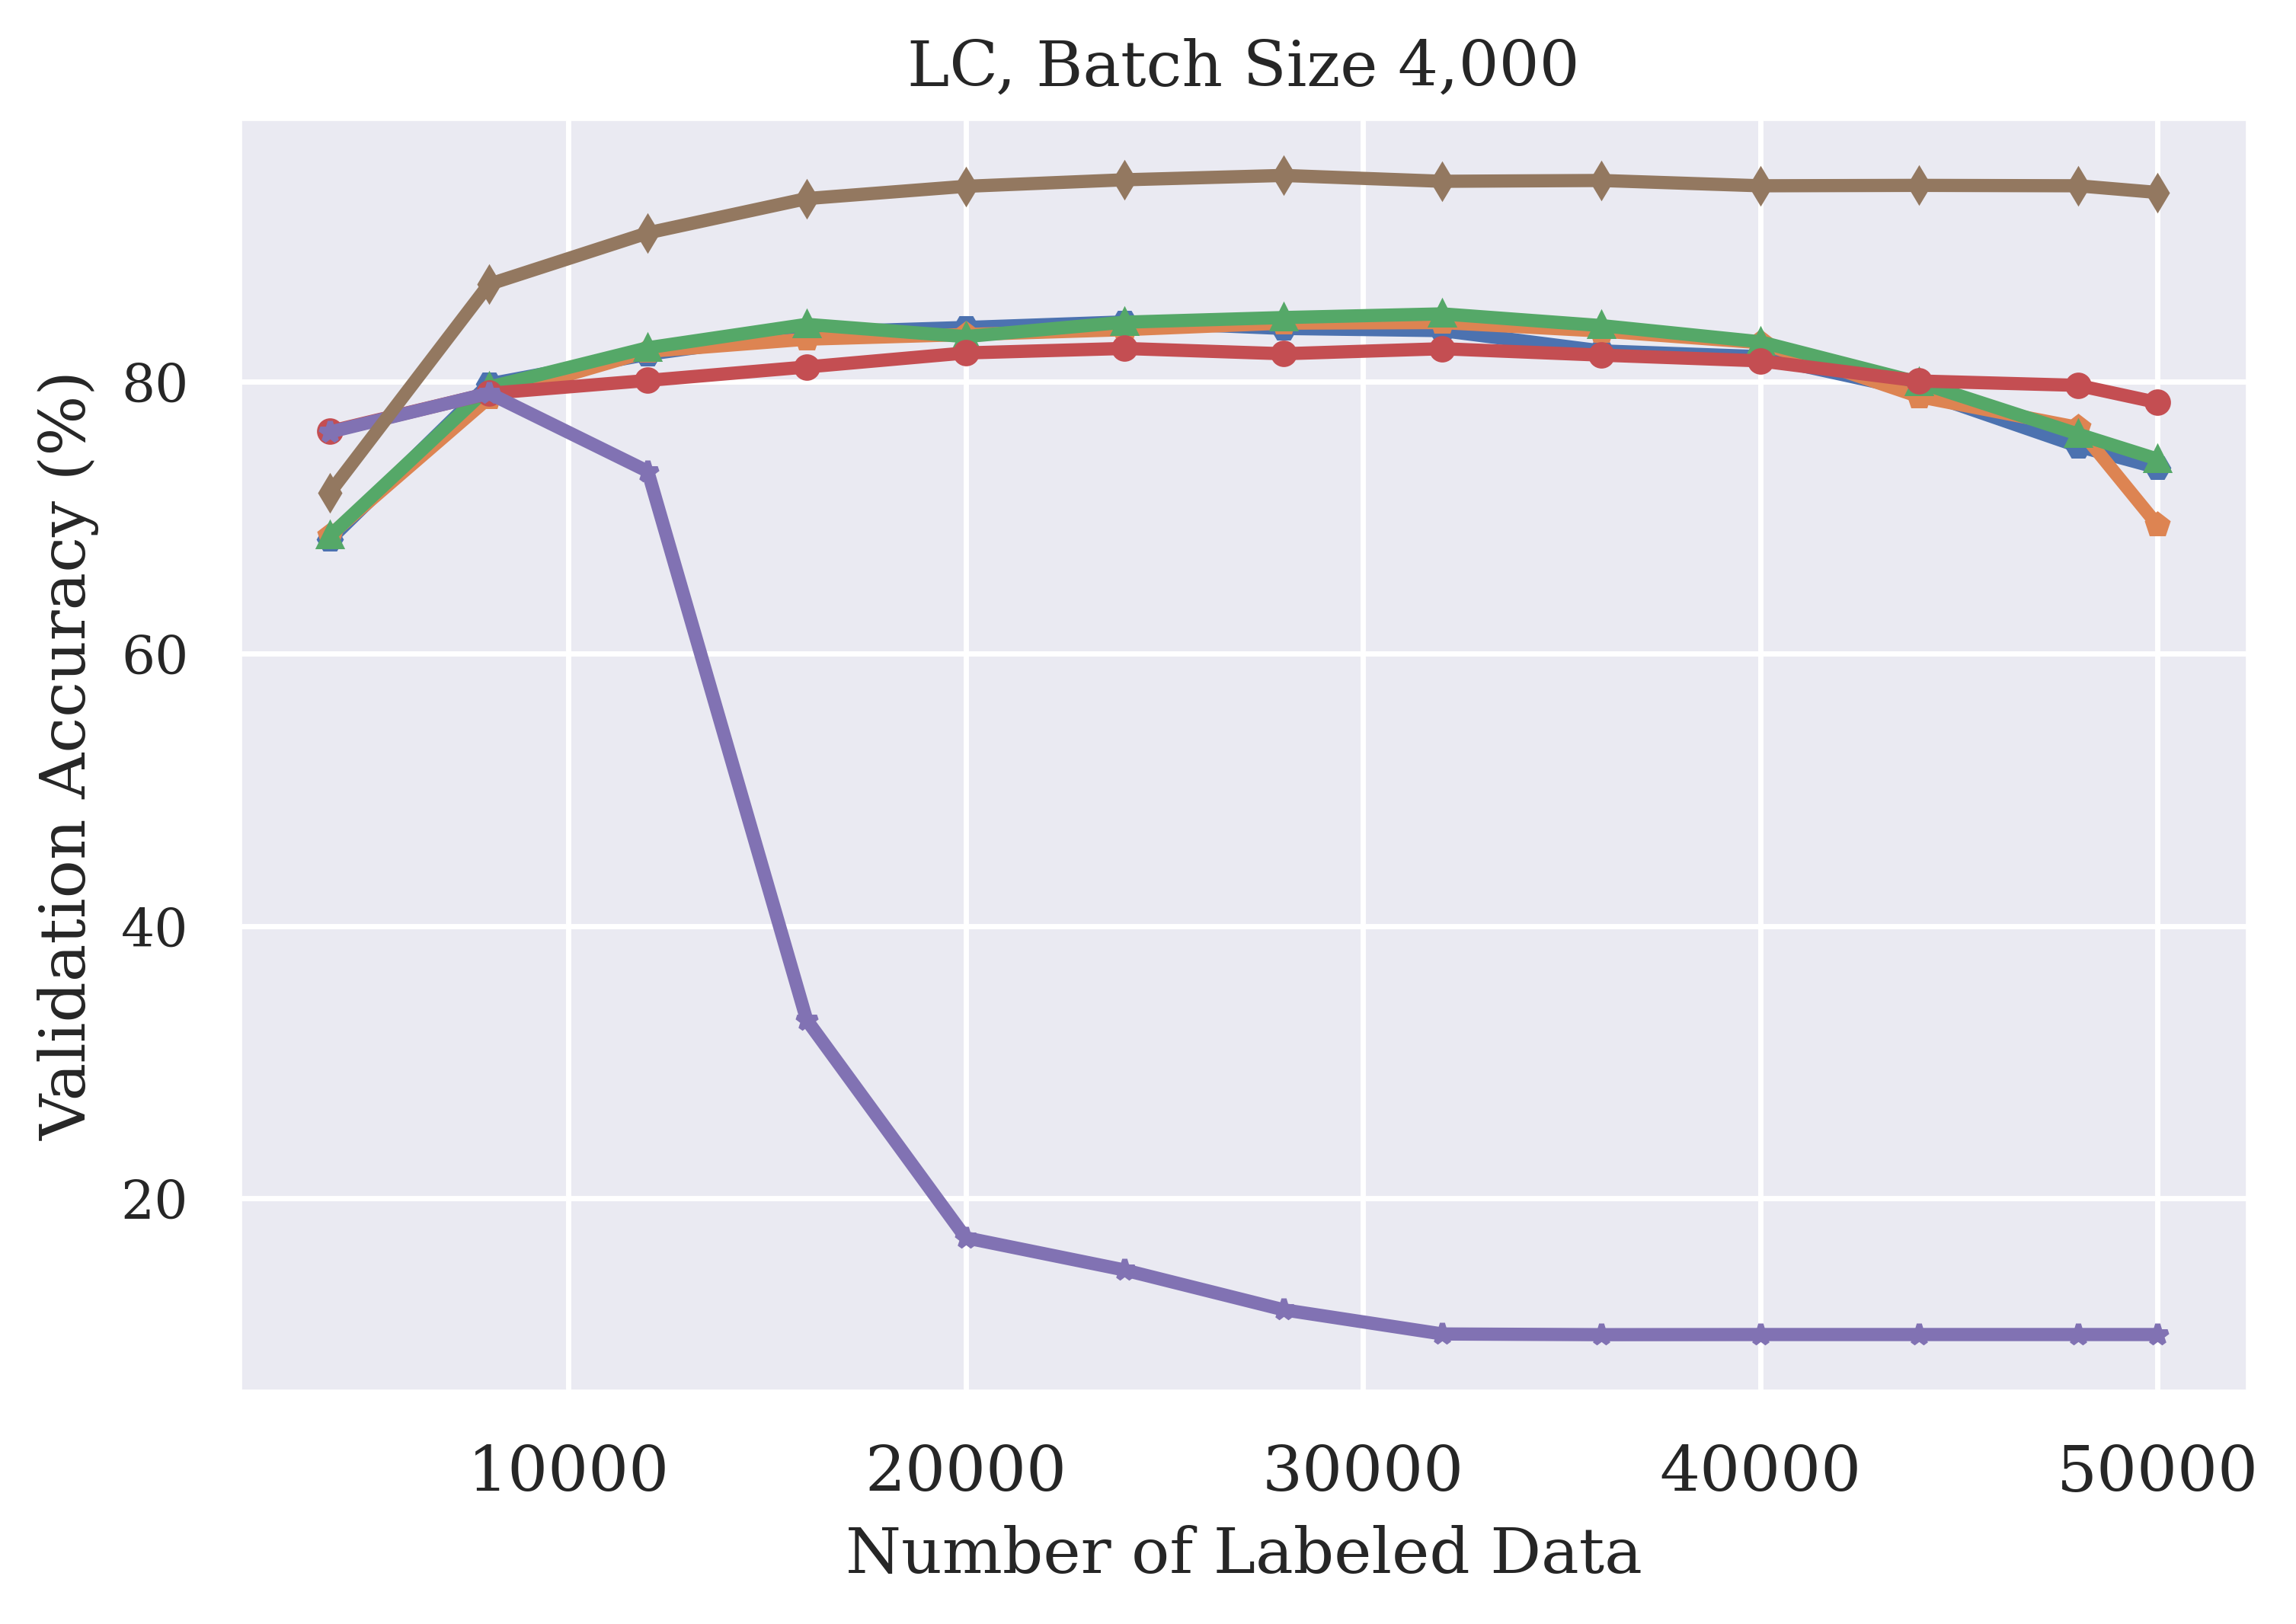 LC, Batch Size 4,000
Validation Accuracy (%)
80
60
40
20
10000 20000 30000 40000 50000
Number of Labeled Data